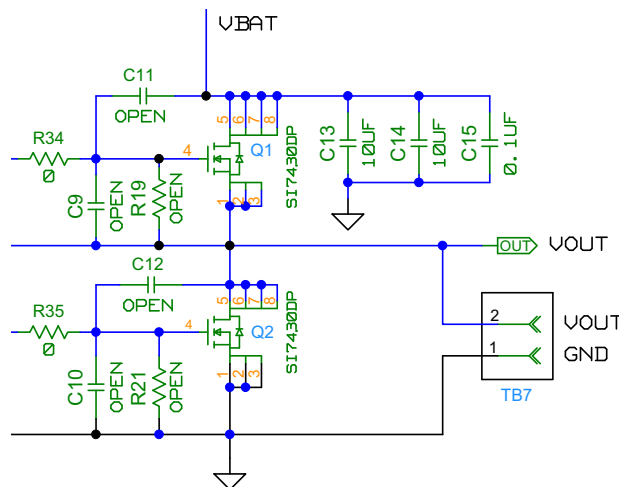 VBAT
C11
OPEN
R34
0
4
5
6
7
8
Q1
SI7430DP
C9
OPEN
R19
OPEN
1
2
3
C13
10UF
C14
10UF
C15
0.1UF
OUT
VOUT
C12
OPEN
R35
0
4
5
6
7
8
Q2
SI7430DP
C10
OPEN
R21
OPEN
1
2
3
2
VOUT
1
GND
TB7